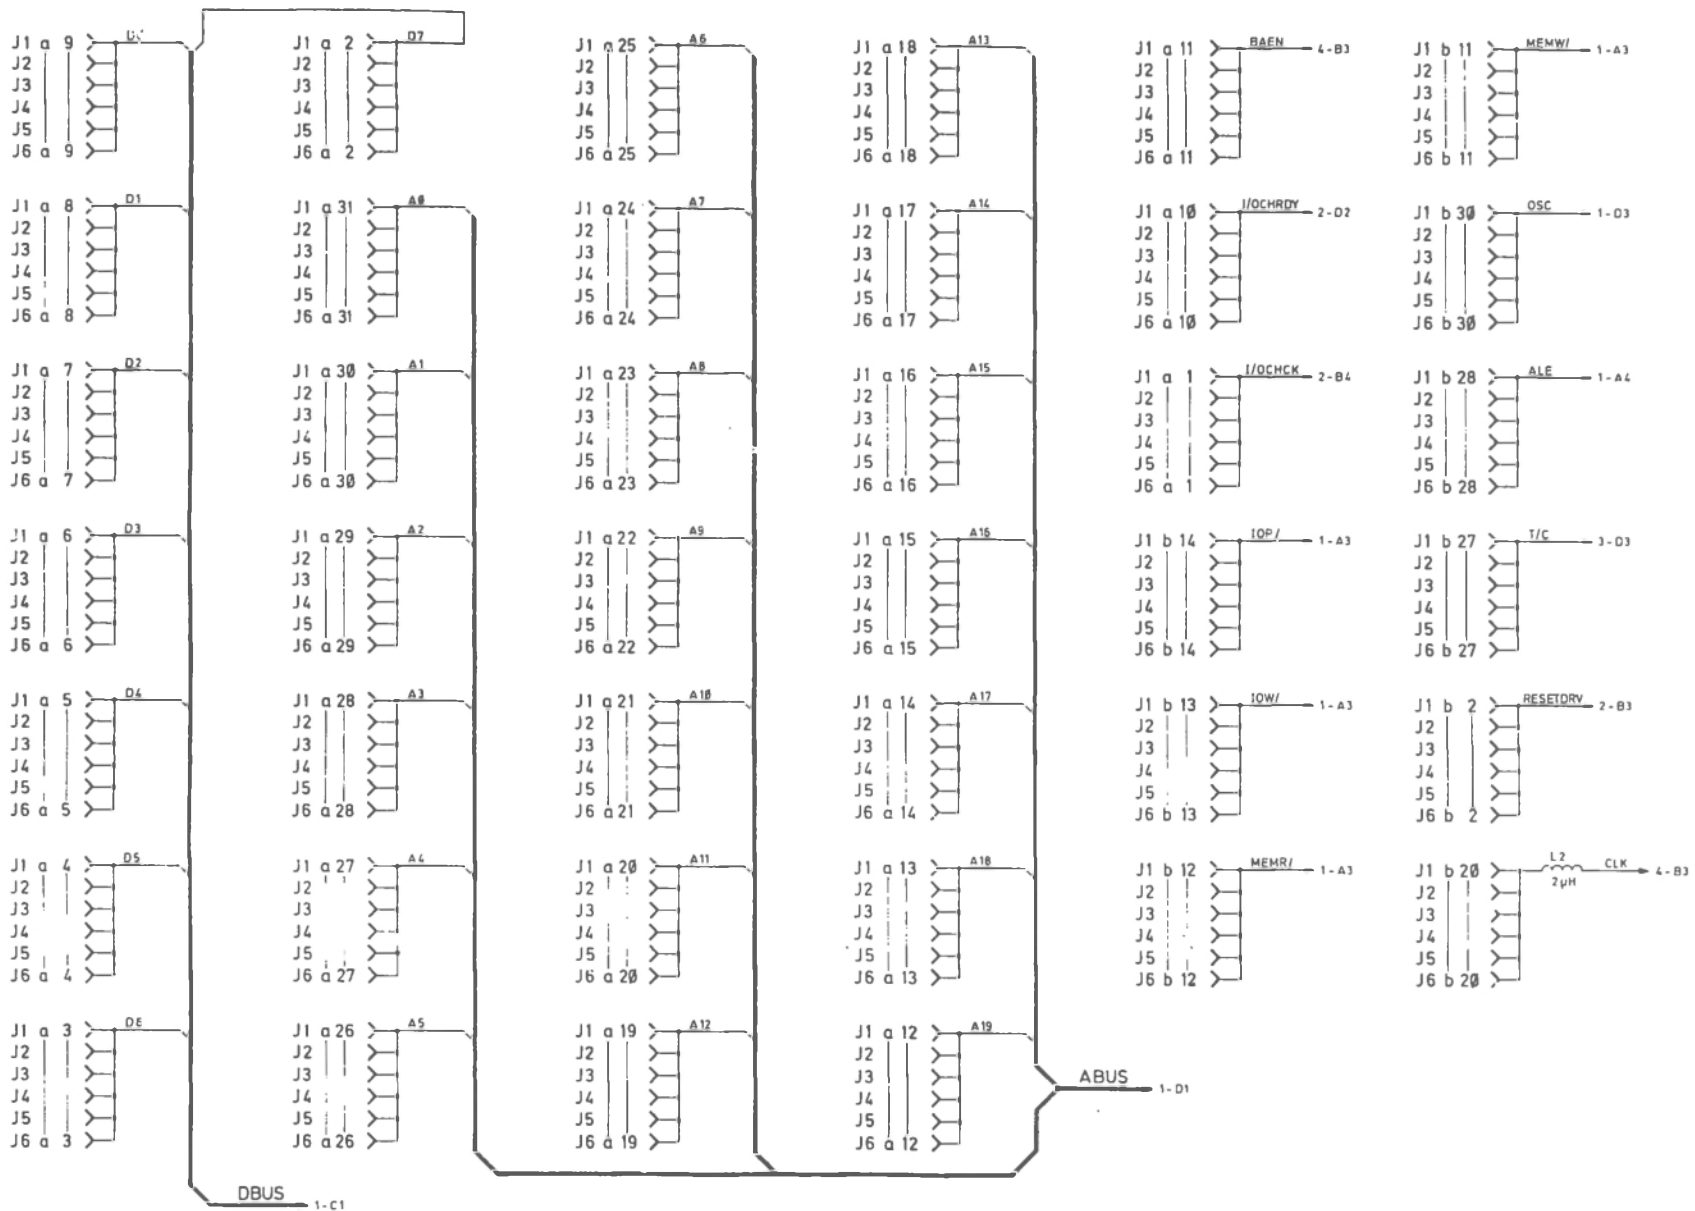 J1 a 9 D0
J2
J3
J4
J5
J6 a 9
J1 a 8 D1
J2
J3
J4
J5
J6 a 8
J1 a 7 D2
J2
J3
J4
J5
J6 a 7
J1 a 6 D3
J2
J3
J4
J5
J6 a 6
J1 a 5 D4
J2
J3
J4
J5
J6 a 5
J1 a 4 D5
J2
J3
J4
J5
J6 a 4
J1 a 3 D6
J2
J3
J4
J5
J6 a 3
DBUS 1-C1
J1 a 2 D7
J2
J3
J4
J5
J6 a 2
J1 a 31 A0
J2
J3
J4
J5
J6 a 31
J1 a 30 A1
J2
J3
J4
J5
J6 a 30
J1 a 29 A2
J2
J3
J4
J5
J6 a 29
J1 a 28 A3
J2
J3
J4
J5
J6 a 28
J1 a 27 A4
J2
J3
J4
J5
J6 a 27
J1 a 26 A5
J2
J3
J4
J5
J6 a 26
J1 a 25 A6
J2
J3
J4
J5
J6 a 25
J1 a 24 A7
J2
J3
J4
J5
J6 a 24
J1 a 23 A8
J2
J3
J4
J5
J6 a 23
J1 a 22 A9
J2
J3
J4
J5
J6 a 22
J1 a 21 A10
J2
J3
J4
J5
J6 a 21
J1 a 20 A11
J2
J3
J4
J5
J6 a 20
J1 a 19 A12
J2
J3
J4
J5
J6 a 19
J1 a 18 A13
J2
J3
J4
J5
J6 a 18
J1 a 17 A14
J2
J3
J4
J5
J6 a 17
J1 a 16 A15
J2
J3
J4
J5
J6 a 16
J1 a 15 A16
J2
J3
J4
J5
J6 a 15
J1 a 14 A17
J2
J3
J4
J5
J6 a 14
J1 a 13 A18
J2
J3
J4
J5
J6 a 13
J1 a 12 A19
J2
J3
J4
J5
J6 a 12
ABUS 1-D1
J1 a 11 BAEN 4-B3
J2
J3
J4
J5
J6 a 11
J1 a 10 I/OCHRDY 2-D2
J2
J3
J4
J5
J6 a 10
J1 a 1 I/OCHCK 2-B4
J2
J3
J4
J5
J6 a 1
J1 b 14 IOP/ 1-A3
J2
J3
J4
J5
J6 b 14
J1 b 13 IOW/ 1-A3
J2
J3
J4
J5
J6 b 13
J1 b 12 MEMR/ 1-A3
J2
J3
J4
J5
J6 b 12
J1 b 11 MEMW/ 1-A3
J2
J3
J4
J5
J6 b 11
J1 b 30 OSC 1-D3
J2
J3
J4
J5
J6 b 30
J1 b 28 ALE 1-A4
J2
J3
J4
J5
J6 b 28
J1 b 27 T/C 3-D3
J2
J3
J4
J5
J6 b 27
J1 b 2 RESETDRV 2-B3
J2
J3
J4
J5
J6 b 2
J1 b 20 L2 CLK 4-B3
2µH
J2
J3
J4
J5
J6 b 20